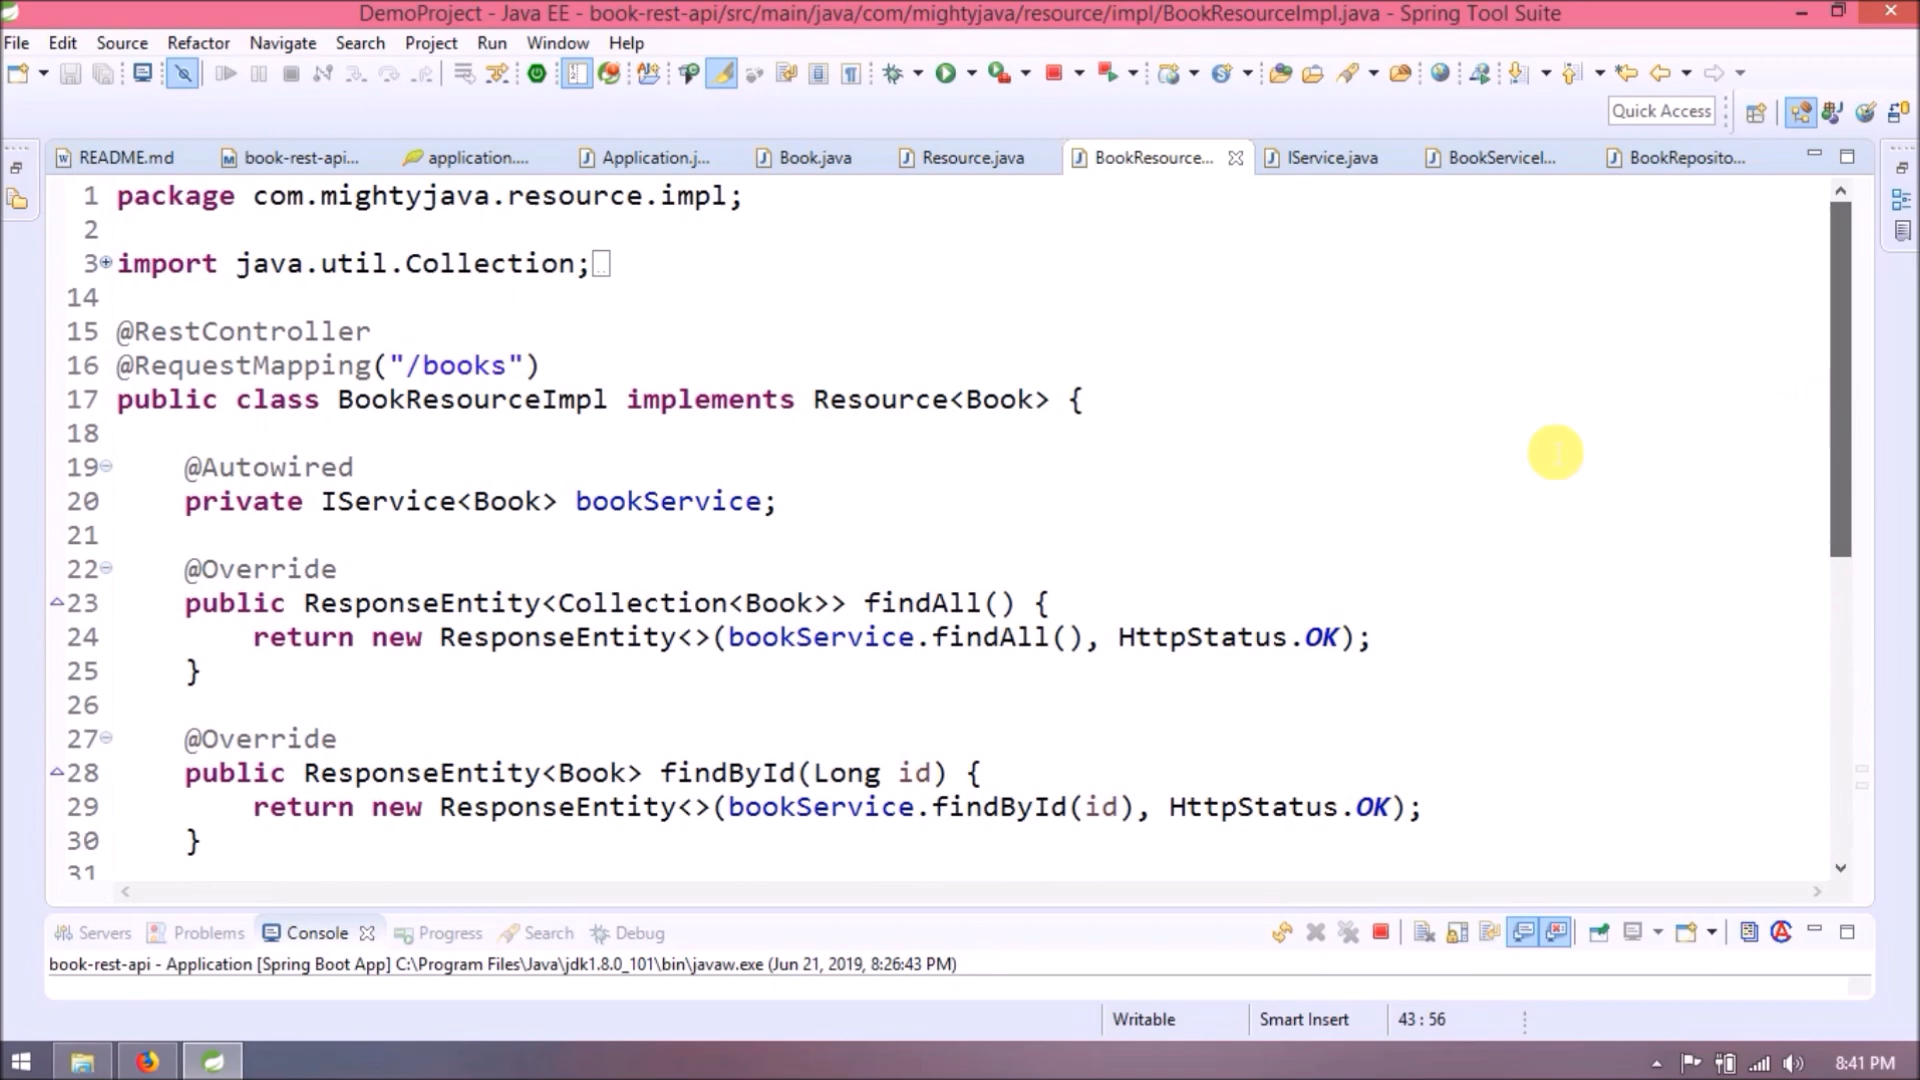 DemoProject - Java EE - book-rest-api/src/main/java/com/mightyjava/resource/impl/BookResourceImpl.java - Spring Tool Suite
File Edit Source Refactor Navigate Search Project Run Window Help
Quick Access
README.md book-rest-api... application.... Application.j... Book.java Resource.java BookResource... IService.java BookServiceI... BookReposito...
1 package com.mightyjava.resource.impl;
2
3 import java.util.Collection;
14
15 @RestController
16 @RequestMapping("/books")
17 public class BookResourceImpl implements Resource<Book> {
18
19 @Autowired
20 private IService<Book> bookService;
21
22 @Override
23 public ResponseEntity<Collection<Book>> findAll() {
24 return new ResponseEntity<>(bookService.findAll(), HttpStatus.OK);
25 }
26
27 @Override
28 public ResponseEntity<Book> findById(Long id) {
29 return new ResponseEntity<>(bookService.findById(id), HttpStatus.OK);
30 }
31
Servers Problems Console Progress Search Debug
book-rest-api - Application [Spring Boot App] C:\Program Files\Java\jdk1.8.0_101\bin\javaw.exe (Jun 21, 2019, 8:26:43 PM)
Writable Smart Insert 43 : 56
8:41 PM